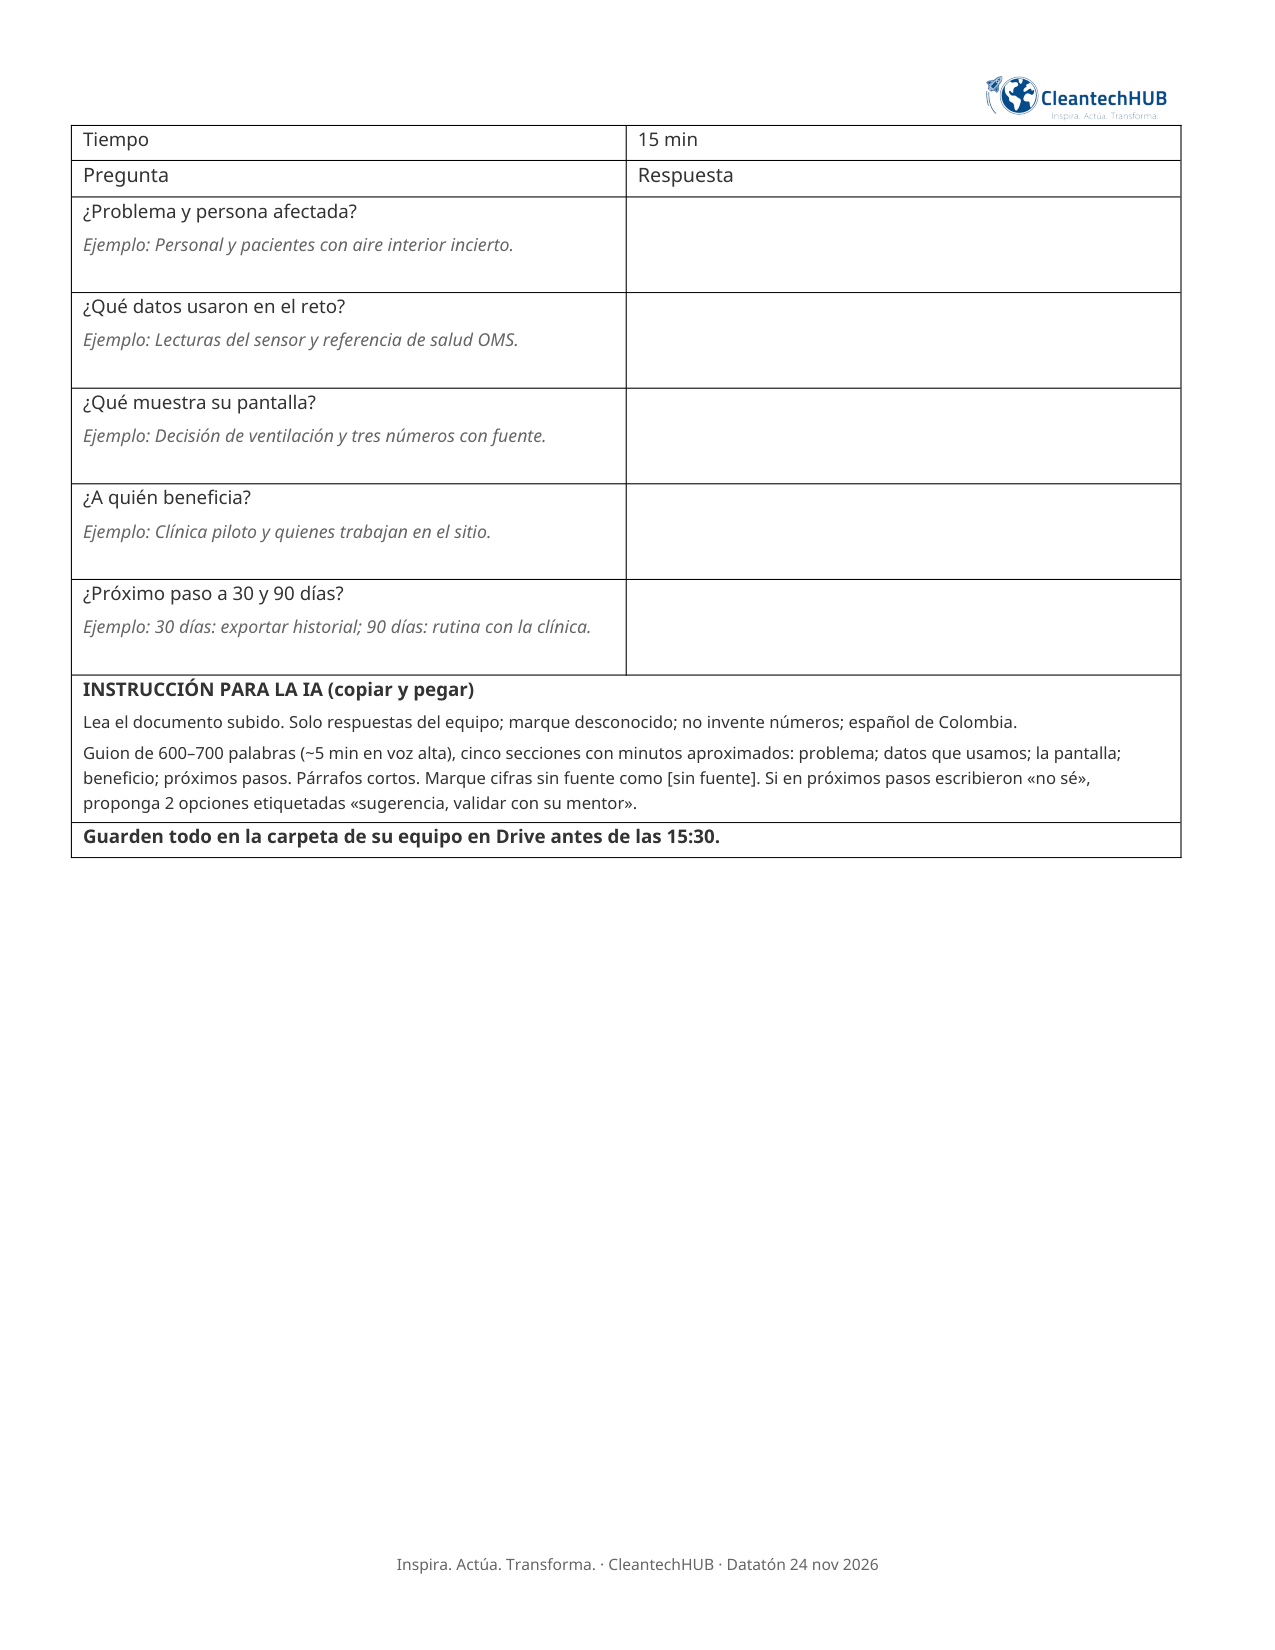 CleantechHUB
Inspira. Actúa. Transforma.
Tiempo
15 min
Pregunta
Respuesta
¿Problema y persona afectada?
Ejemplo: Personal y pacientes con aire interior incierto.
¿Qué datos usaron en el reto?
Ejemplo: Lecturas del sensor y referencia de salud OMS.
¿Qué muestra su pantalla?
Ejemplo: Decisión de ventilación y tres números con fuente.
¿A quién beneficia?
Ejemplo: Clínica piloto y quienes trabajan en el sitio.
¿Próximo paso a 30 y 90 días?
Ejemplo: 30 días: exportar historial; 90 días: rutina con la clínica.
INSTRUCCIÓN PARA LA IA (copiar y pegar)
Lea el documento subido. Solo respuestas del equipo; marque desconocido; no invente números; español de Colombia.
Guion de 600–700 palabras (~5 min en voz alta), cinco secciones con minutos aproximados: problema; datos que usamos; la pantalla;
beneficio; próximos pasos. Párrafos cortos. Marque cifras sin fuente como [sin fuente]. Si en próximos pasos escribieron «no sé»,
proponga 2 opciones etiquetadas «sugerencia, validar con su mentor».
Guarden todo en la carpeta de su equipo en Drive antes de las 15:30.
Inspira. Actúa. Transforma. · CleantechHUB · Datatón 24 nov 2026